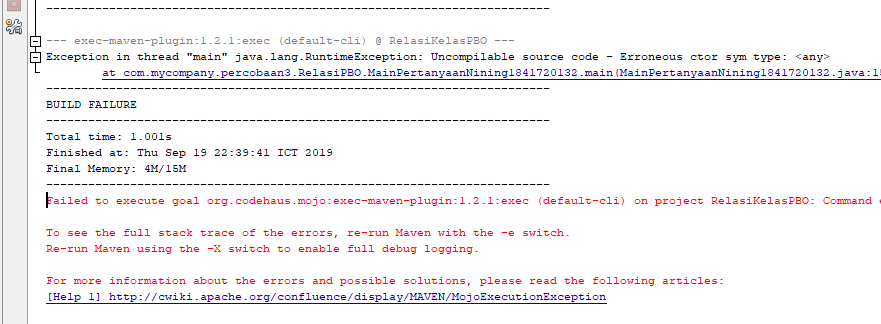 ------------------------------------------------------------------------
--- exec-maven-plugin:1.2.1:exec (default-cli) @ RelasiKelasPBO ---
Exception in thread "main" java.lang.RuntimeException: Uncompilable source code - Erroneous ctor sym type: <any>
at com.mycompany.percobaan3.RelasiPBO.MainPertanyaanNining1841720132.main(MainPertanyaanNining1841720132.java:1
------------------------------------------------------------------------
BUILD FAILURE
------------------------------------------------------------------------
Total time: 1.001s
Finished at: Thu Sep 19 22:39:41 ICT 2019
Final Memory: 4M/15M
------------------------------------------------------------------------
Failed to execute goal org.codehaus.mojo:exec-maven-plugin:1.2.1:exec (default-cli) on project RelasiKelasPBO: Command
To see the full stack trace of the errors, re-run Maven with the -e switch.
Re-run Maven using the -X switch to enable full debug logging.
For more information about the errors and possible solutions, please read the following articles:
[Help 1] http://cwiki.apache.org/confluence/display/MAVEN/MojoExecutionException